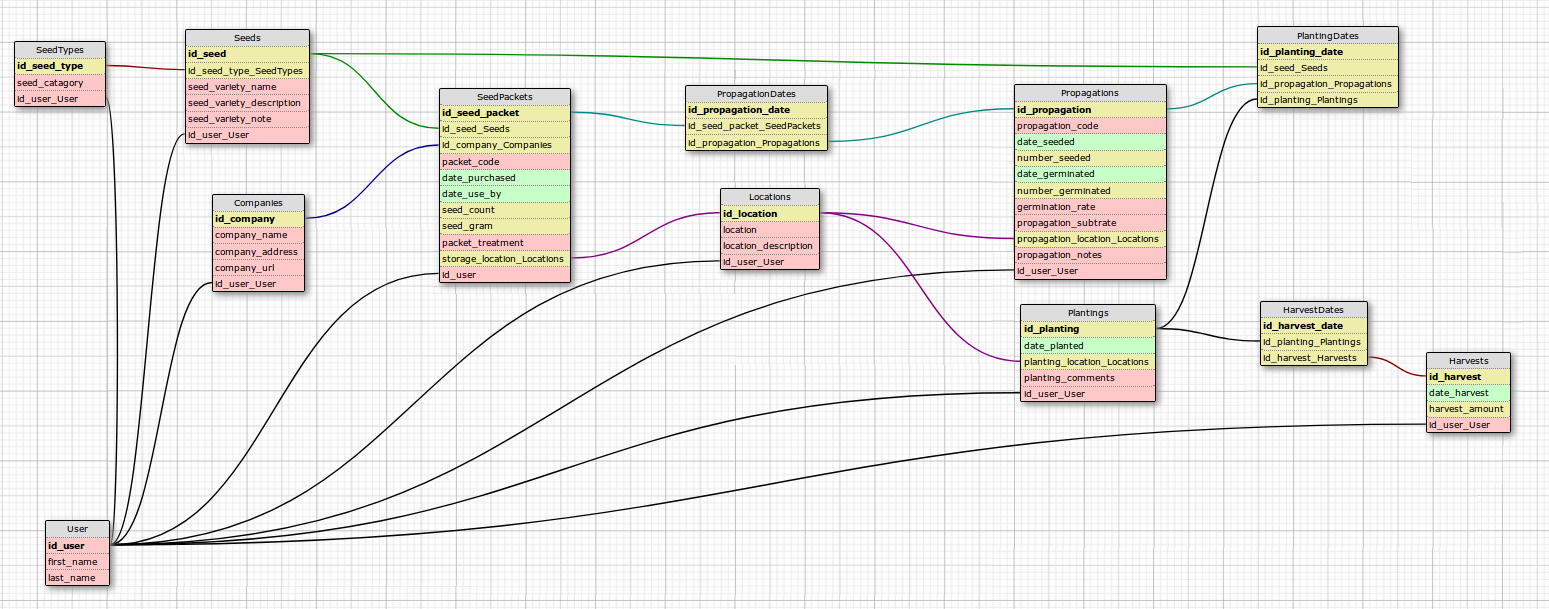 SeedTypes
id_seed_type
seed_catagory
id_user_User
Seeds
id_seed
id_seed_type_SeedTypes
seed_variety_name
seed_variety_description
seed_variety_note
id_user_User
Companies
id_company
company_name
company_address
company_url
id_user_User
SeedPackets
id_seed_packet
id_seed_Seeds
id_company_Companies
packet_code
date_purchased
date_use_by
seed_count
seed_gram
packet_treatment
storage_location_Locations
id_user
PropagationDates
id_propagation_date
id_seed_packet_SeedPackets
id_propagation_Propagations
Locations
id_location
location
location_description
id_user_User
Propagations
id_propagation
propagation_code
date_seeded
number_seeded
date_germinated
number_germinated
germination_rate
propagation_subtrate
propagation_location_Locations
propagation_notes
id_user_User
PlantingDates
id_planting_date
id_seed_Seeds
id_propagation_Propagations
id_planting_Plantings
Plantings
id_planting
date_planted
planting_location_Locations
planting_comments
id_user_User
HarvestDates
id_harvest_date
id_planting_Plantings
id_harvest_Harvests
Harvests
id_harvest
date_harvest
harvest_amount
id_user_User
User
id_user
first_name
last_name